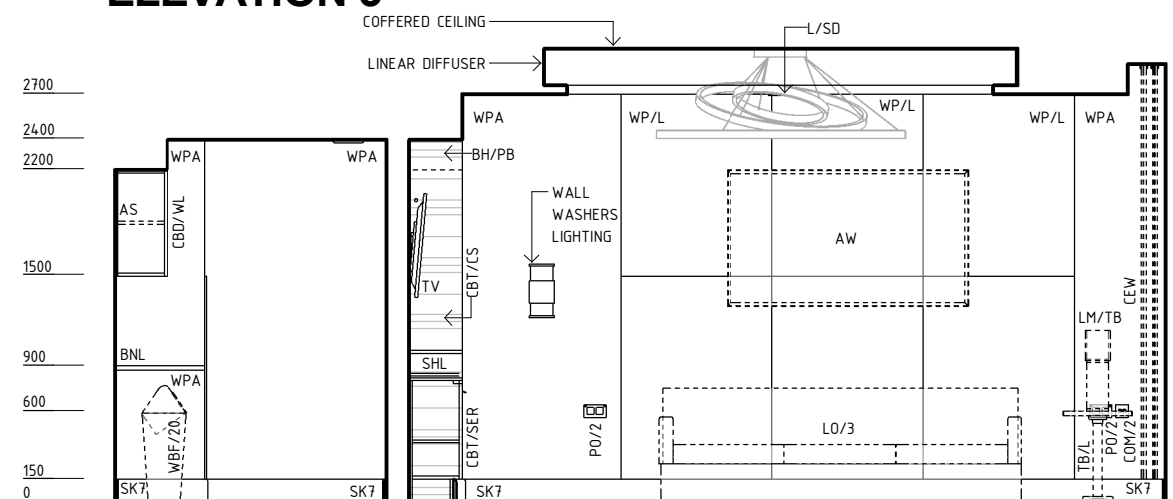 COFFERED CEILING
L/SD
LINEAR DIFFUSER
2700
WPA
WP/L
WP/L
WP/L
WPA
2400
WPA
WPA
BH/PB
2200
AS
CBD/WL
WALL
WASHERS
LIGHTING
AW
1500
CBT/CS
TV
CEW
LM/TB
900
BNL
SHL
WPA
600
WBF/20
CBT/SER
PO/2
LO/3
TB/L
PO/2
COM/2
150
SK7
SK7
SK7
SK7
0